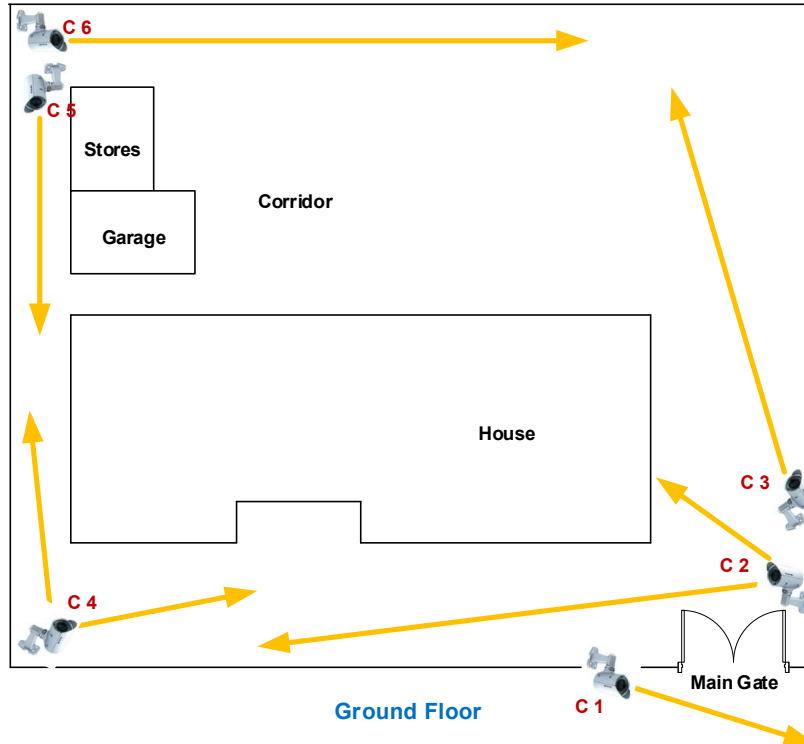 C 6
C 5
Stores
Corridor
Garage
House
C 3
C 2
C 4
Main Gate
C 1
Ground Floor